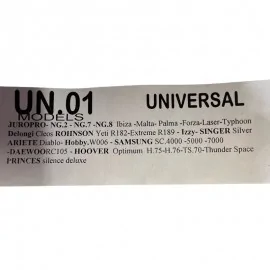 UN.01 UNIVERSAL
MODELS
JUROPRO- NG.2 - NG.7 -NG.8 Ibiza -Malta- Palma -Forza-Laser-Typhoon
Delongi Cleos ROHNSON Yeti R182-Extreme R189 - Izzy- SINGER Silver
ARIETE Diablo- Hobby.W006 - SAMSUNG SC.4000 -5000 -7000
-DAEWOORC105 - HOOVER Optimum H.75-H.76-TS.70-Thunder Space
PRINCES silence deluxe